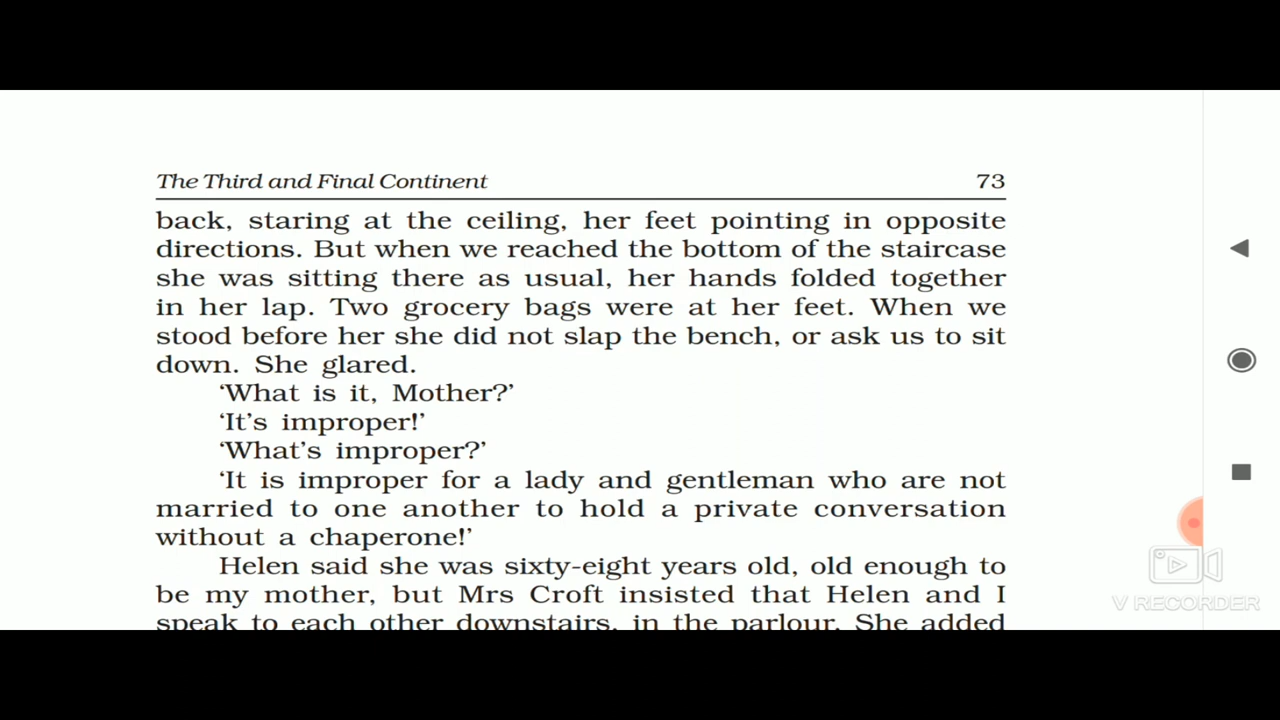 The Third and Final Continent 73
back, staring at the ceiling, her feet pointing in opposite
directions. But when we reached the bottom of the staircase
she was sitting there as usual, her hands folded together
in her lap. Two grocery bags were at her feet. When we
stood before her she did not slap the bench, or ask us to sit
down. She glared.
‘What is it, Mother?’
‘It’s improper!’
‘What’s improper?’
‘It is improper for a lady and gentleman who are not
married to one another to hold a private conversation
without a chaperone!’
Helen said she was sixty-eight years old, old enough to
be my mother, but Mrs Croft insisted that Helen and I
speak to each other downstairs, in the parlour. She added
V RECORDER